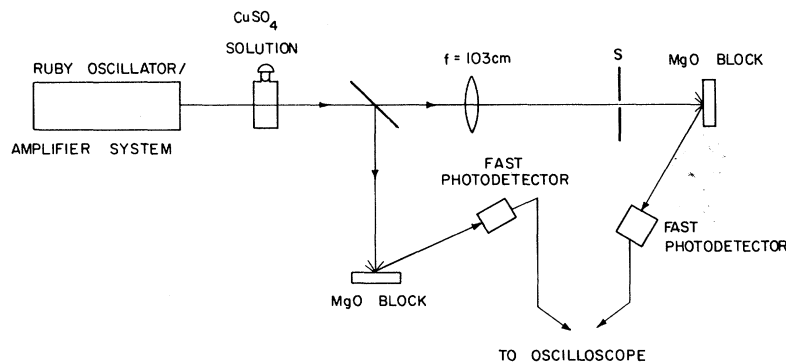 CuSO4
SOLUTION
RUBY OSCILLATOR/
AMPLIFIER SYSTEM
f = 103cm
S
MgO BLOCK
FAST
PHOTODETECTOR
FAST
PHOTODETECTOR
MgO BLOCK
TO OSCILLOSCOPE